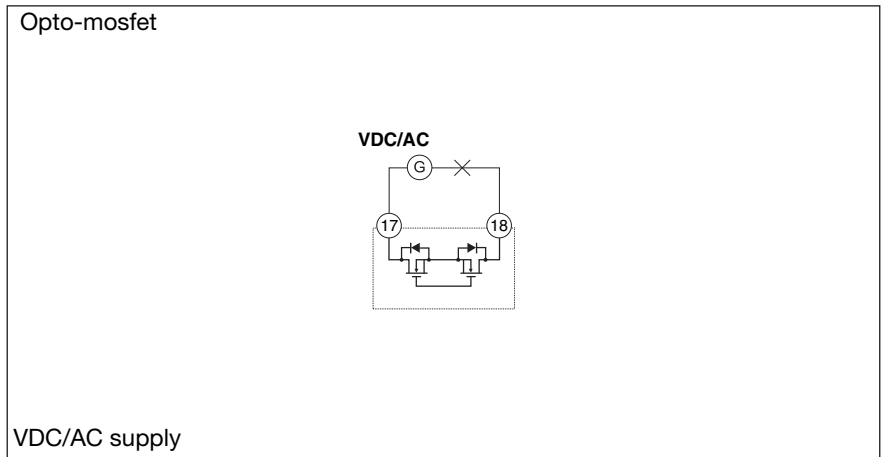 Opto-mosfet
VDC/AC
G
17
18
VDC/AC supply